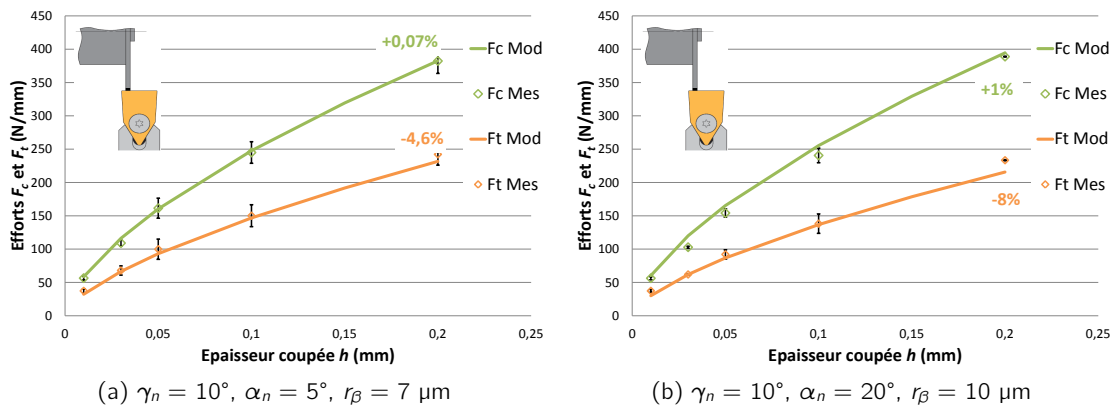 450
400
350
300
250
200
150
100
50
0
Efforts Fc et Ft (N/mm)
0
0,05
0,1
0,15
0,2
0,25
Epaisseur coupée h (mm)
+0,07%
-4,6%
Fc Mod
Fc Mes
Ft Mod
Ft Mes
(a) γn = 10°, αn = 5°, rβ = 7 µm
450
400
350
300
250
200
150
100
50
0
Efforts Fc et Ft (N/mm)
0
0,05
0,1
0,15
0,2
0,25
Epaisseur coupée h (mm)
+1%
-8%
Fc Mod
Fc Mes
Ft Mod
Ft Mes
(b) γn = 10°, αn = 20°, rβ = 10 µm